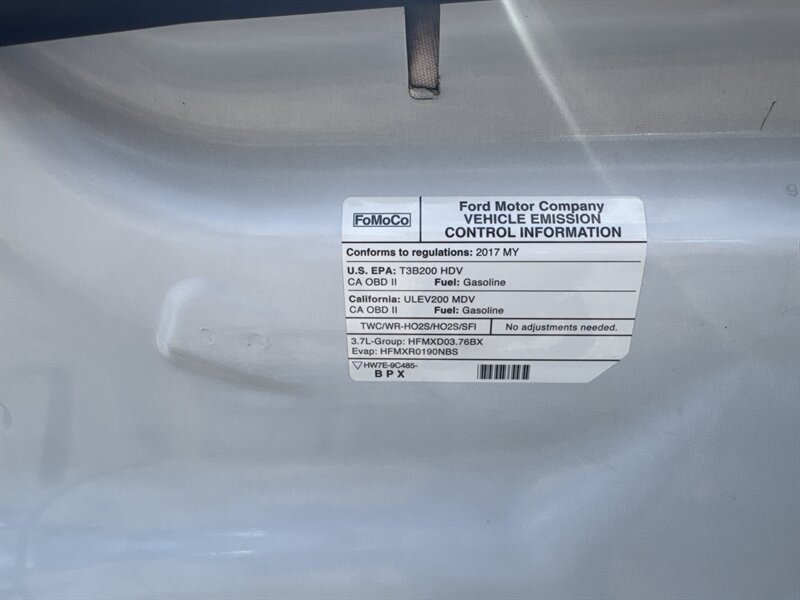 FoMoCo
Ford Motor Company
VEHICLE EMISSION
CONTROL INFORMATION
Conforms to regulations: 2017 MY
U.S. EPA: T3B200 HDV
CA OBD II Fuel: Gasoline
California: ULEV200 MDV
CA OBD II Fuel: Gasoline
TWC/WR-HO2S/HO2S/SFI No adjustments needed.
3.7L-Group: HFMXD03.76BX
Evap: HFMXR0190NBS
HW7E-9C485-
BPX